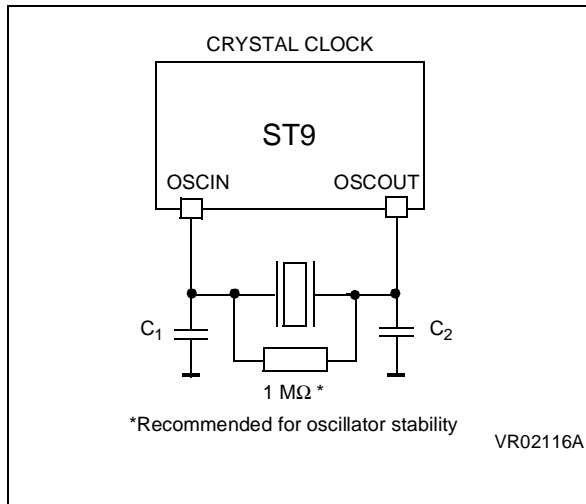 CRYSTAL CLOCK
ST9
OSCIN OSCOUT
C1 C2
1 MΩ *
*Recommended for oscillator stability
VR02116A